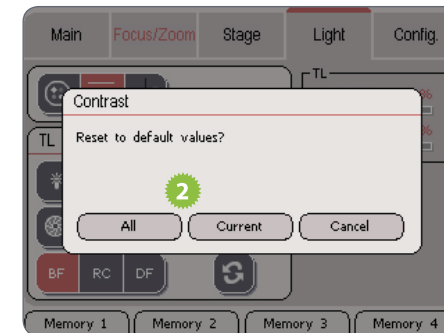 Main Focus/Zoom Stage Light Config.
TL
%
Contrast
TL
Reset to default values?
2
All Current Cancel
BF RC DF
Memory 1 Memory 2 Memory 3 Memory 4